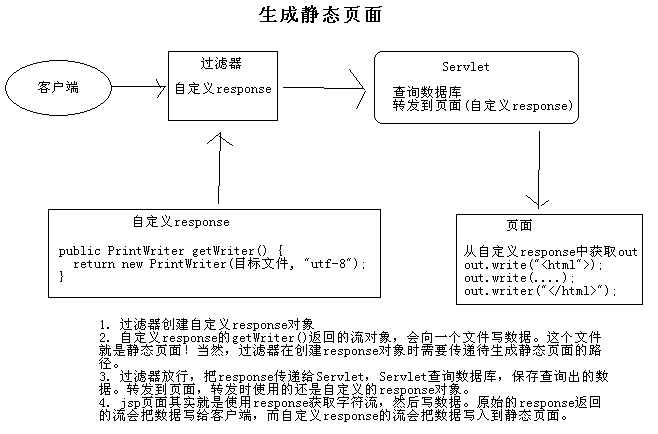 生成静态页面
客户端
过滤器
自定义response
Servlet
查询数据库
转发到页面(自定义response)
自定义response
public PrintWriter getWriter() {
return new PrintWriter(目标文件, "utf-8");
}
页面
从自定义response中获取out
out.write("<html">);
out.write(....);
out.writer("</html>");
1. 过滤器创建自定义response对象
2. 自定义response的getWriter()返回的流对象，会向一个文件写数据。这个文件
就是静态页面！当然，过滤器在创建response对象时需要传递待生成静态页面的路
径。
3. 过滤器放行，把response传递给Servlet，Servlet查询数据库，保存查询出的数
据。转发到页面，转发时使用的还是自定义的response对象。
4. jsp页面其实就是使用response获取字符流，然后写数据。原始的response返回
的流会把数据写给客户端，而自定义response的流会把数据写入到静态页面。